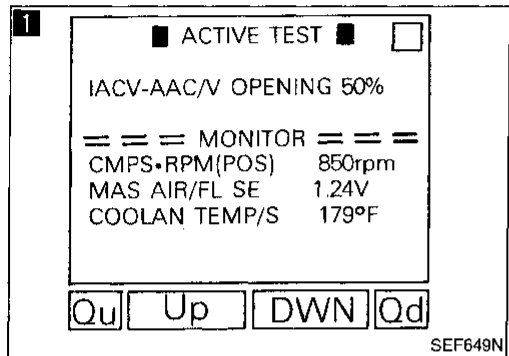 1
■ ACTIVE TEST ■
IACV-AAC/V OPENING 50%
= = = MONITOR = = =
CMPS•RPM(POS) 850rpm
MAS AIR/FL SE 1.24V
COOLAN TEMP/S 179°F
Qu Up DWN Qd
SEF649N